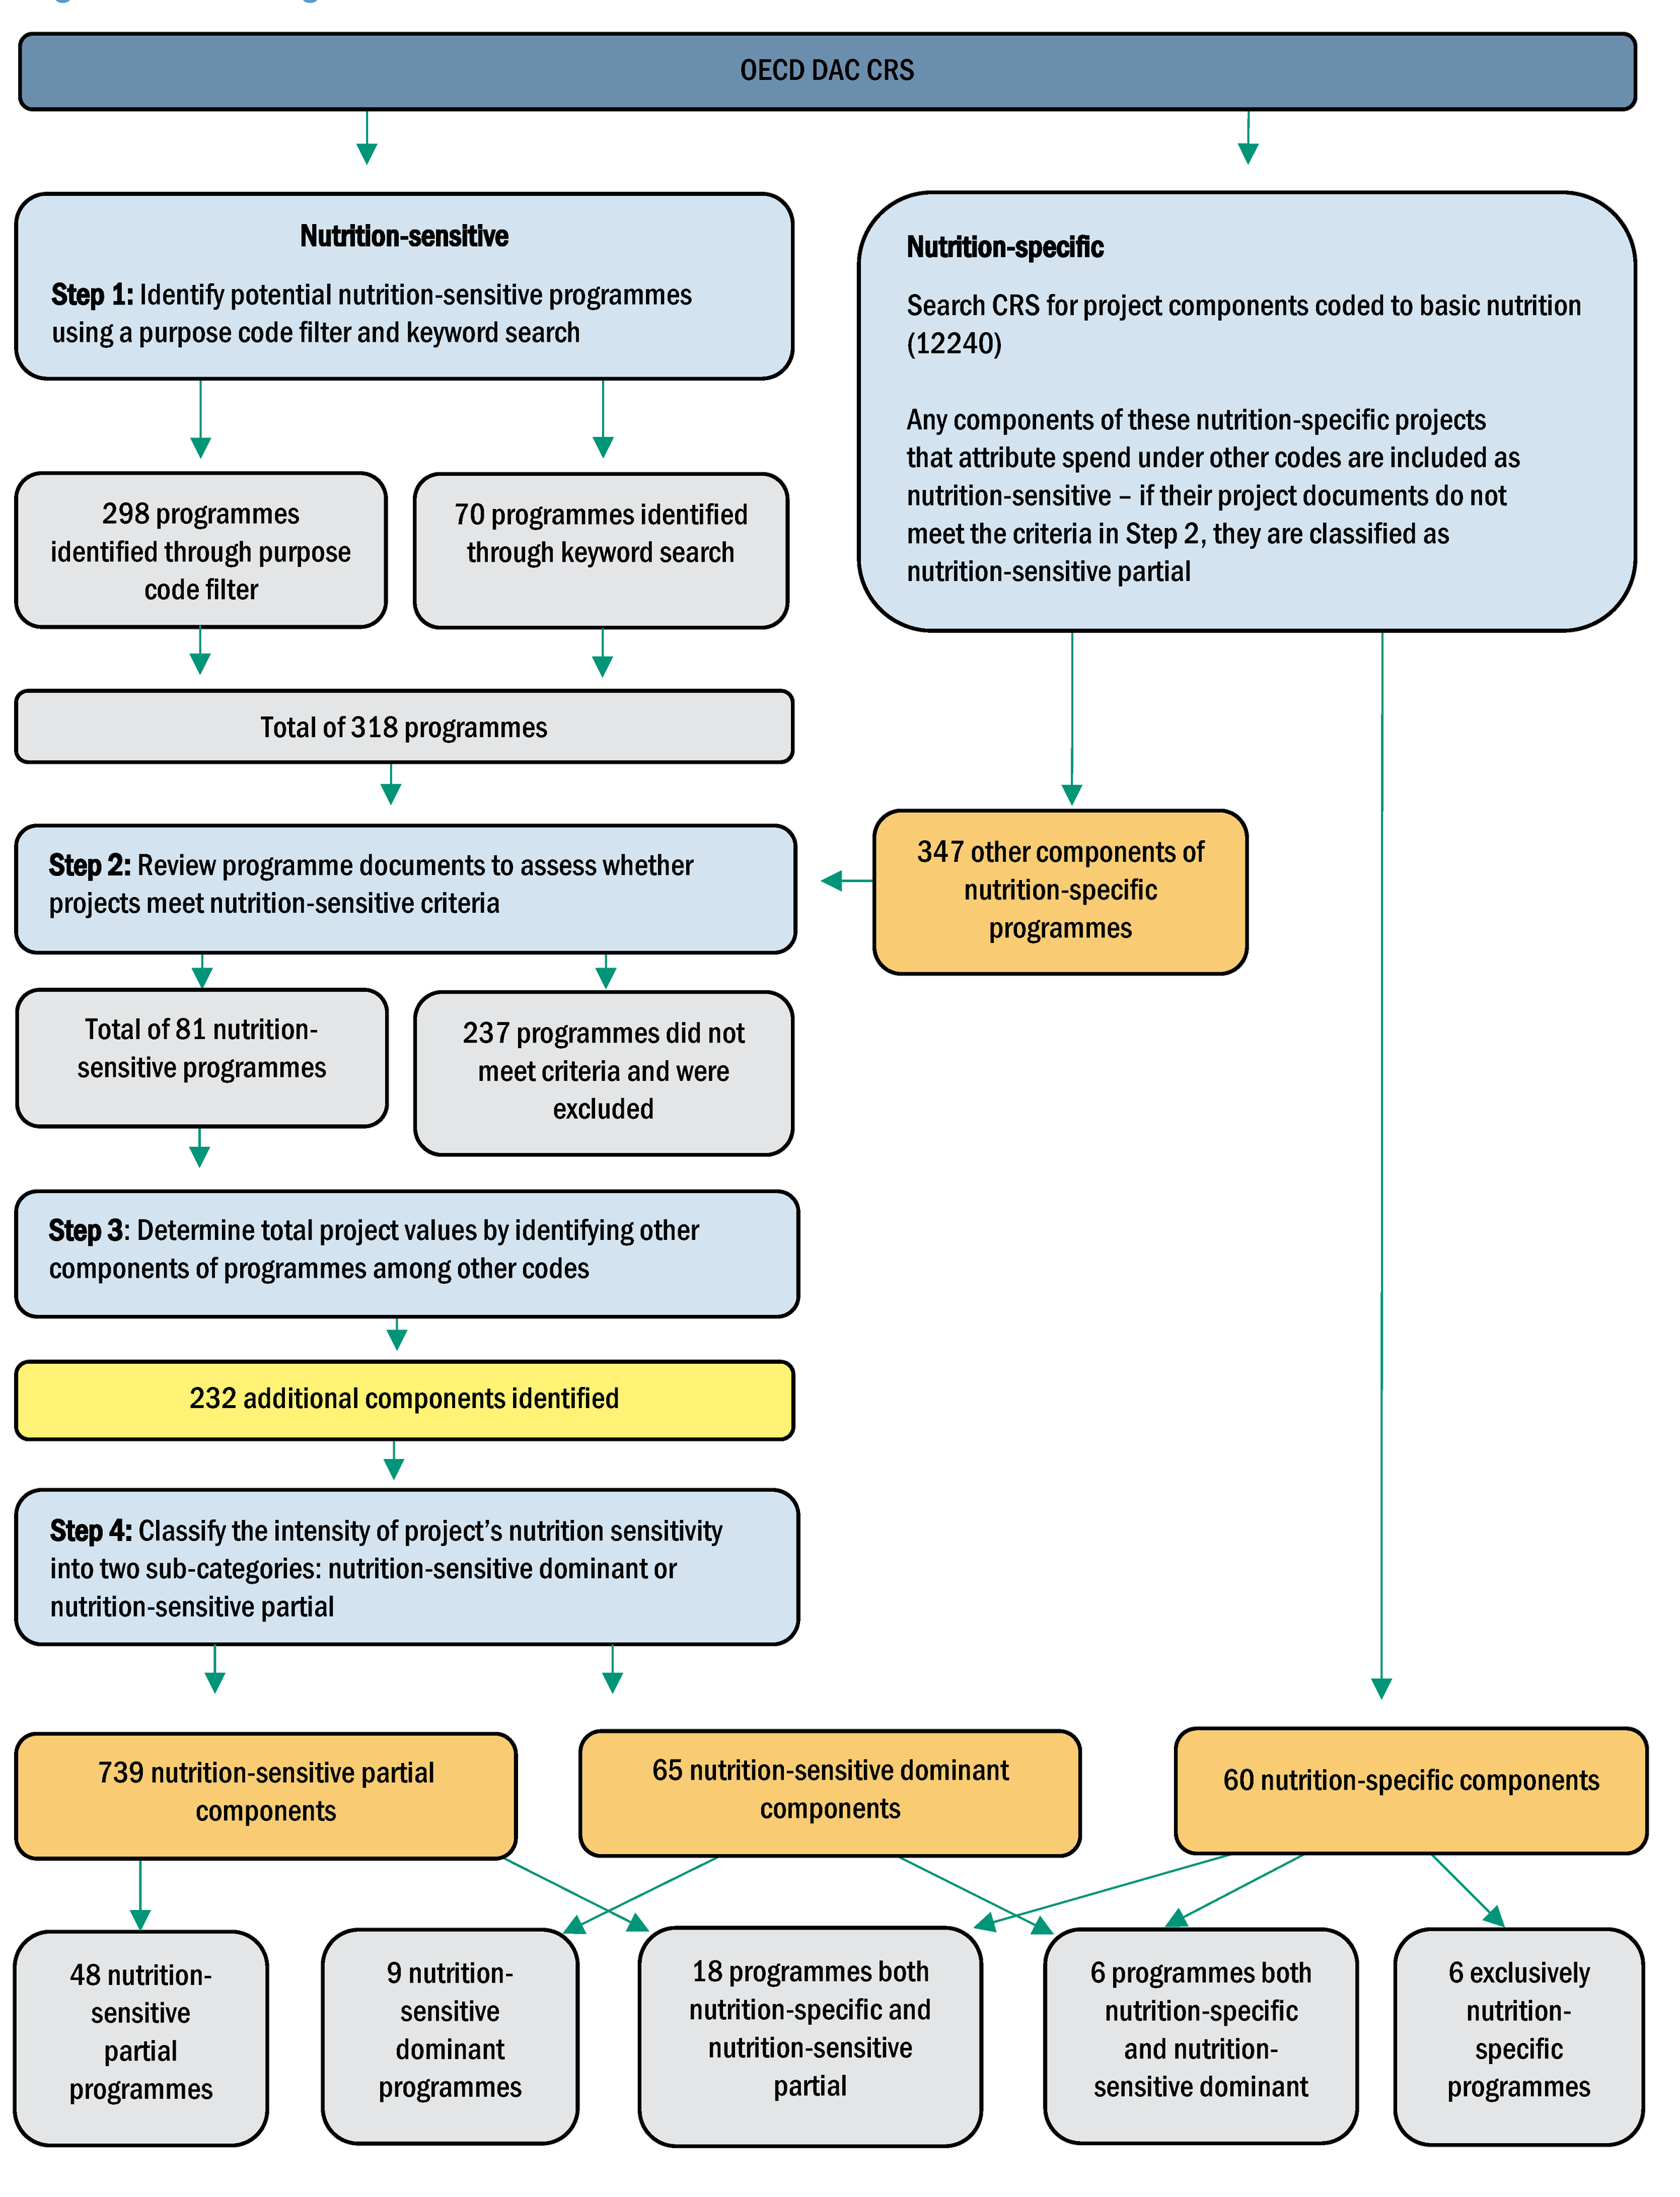 OECD DAC CRS
Nutrition-sensitive
Step 1: Identify potential nutrition-sensitive programmes
using a purpose code filter and keyword search
Nutrition-specific
Search CRS for project components coded to basic nutrition
(12240)
Any components of these nutrition-specific projects
that attribute spend under other codes are included as
nutrition-sensitive – if their project documents do not
meet the criteria in Step 2, they are classified as
nutrition-sensitive partial
298 programmes
identified through purpose
code filter
70 programmes identified
through keyword search
Total of 318 programmes
Step 2: Review programme documents to assess whether
projects meet nutrition-sensitive criteria
347 other components of
nutrition-specific
programmes
Total of 81 nutrition-
sensitive programmes
237 programmes did not
meet criteria and were
excluded
Step 3: Determine total project values by identifying other
components of programmes among other codes
232 additional components identified
Step 4: Classify the intensity of project’s nutrition sensitivity
into two sub-categories: nutrition-sensitive dominant or
nutrition-sensitive partial
739 nutrition-sensitive partial
components
65 nutrition-sensitive dominant
components
60 nutrition-specific components
48 nutrition-
sensitive
partial
programmes
9 nutrition-
sensitive
dominant
programmes
18 programmes both
nutrition-specific and
nutrition-sensitive
partial
6 programmes both
nutrition-specific
and nutrition-
sensitive dominant
6 exclusively
nutrition-
specific
programmes